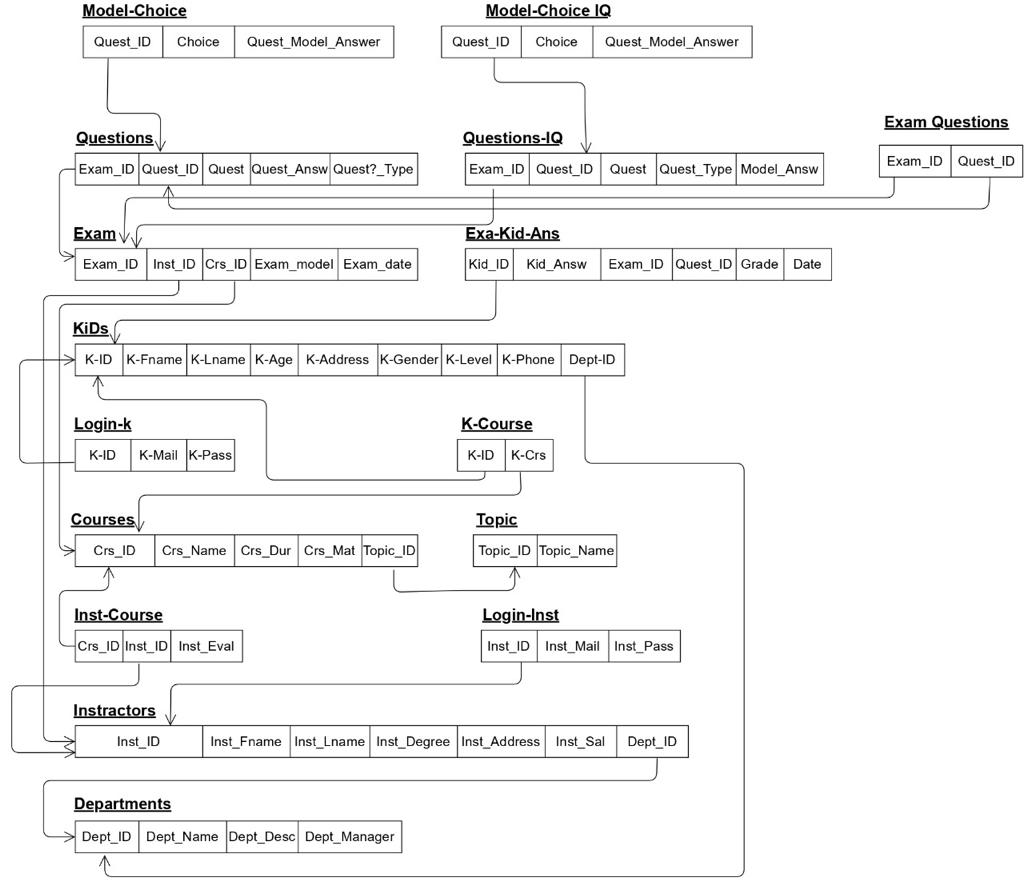 Model-Choice
Quest_ID Choice Quest_Model_Answer
Model-Choice IQ
Quest_ID Choice Quest_Model_Answer
Questions
Exam_ID Quest_ID Quest Quest_Answ Quest?_Type
Questions-IQ
Exam_ID Quest_ID Quest Quest_Type Model_Answ
Exam Questions
Exam_ID Quest_ID
Exam
Exam_ID Inst_ID Crs_ID Exam_model Exam_date
Exa-Kid-Ans
Kid_ID Kid_Answ Exam_ID Quest_ID Grade Date
KiDs
K-ID K-Fname K-Lname K-Age K-Address K-Gender K-Level K-Phone Dept-ID
Login-k
K-ID K-Mail K-Pass
K-Course
K-ID K-Crs
Courses
Crs_ID Crs_Name Crs_Dur Crs_Mat Topic_ID
Topic
Topic_ID Topic_Name
Inst-Course
Crs_ID Inst_ID Inst_Eval
Login-Inst
Inst_ID Inst_Mail Inst_Pass
Instractors
Inst_ID Inst_Fname Inst_Lname Inst_Degree Inst_Address Inst_Sal Dept_ID
Departments
Dept_ID Dept_Name Dept_Desc Dept_Manager